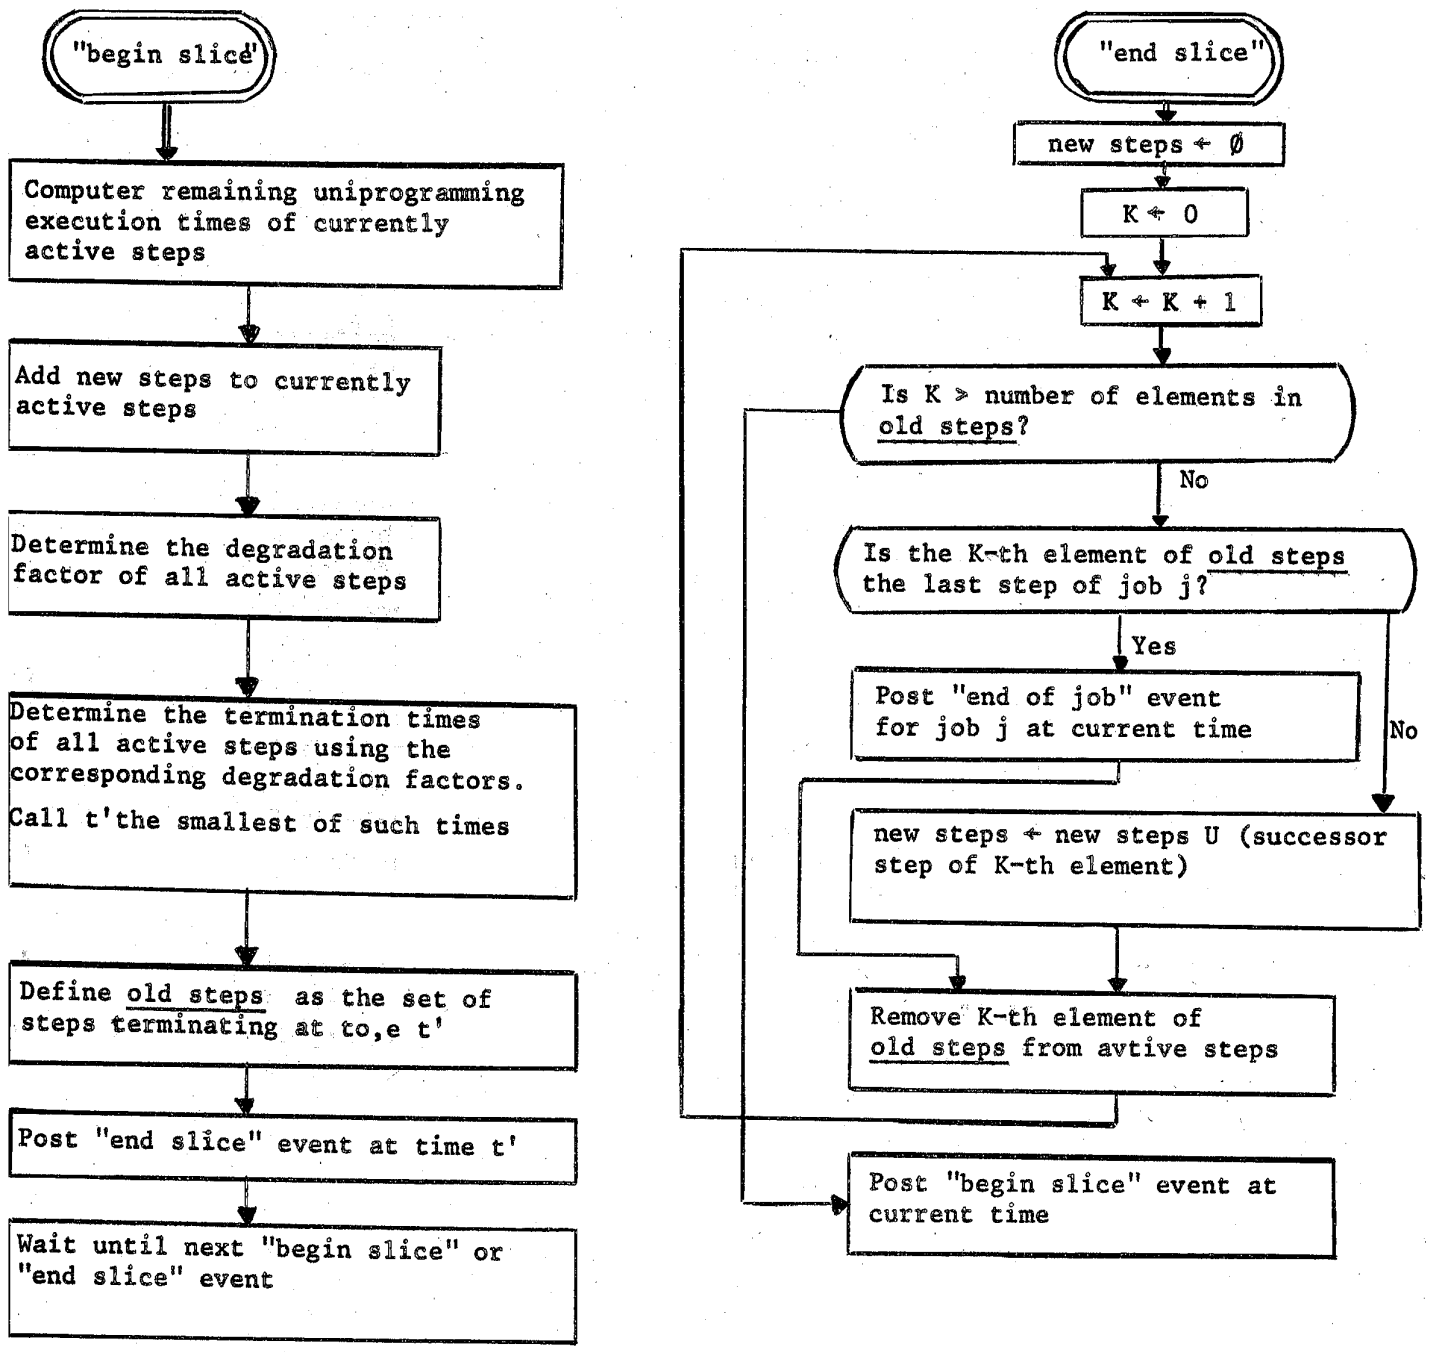 "begin slice"
Computer remaining uniprogramming
execution times of currently
active steps
Add new steps to currently
active steps
Determine the degradation
factor of all active steps
Determine the termination times
of all active steps using the
corresponding degradation factors.
Call t'the smallest of such times
Define old steps as the set of
steps terminating at to,e t'
Post "end slice" event at time t'
Wait until next "begin slice" or
"end slice" event
"end slice"
new steps ← Ø
K ← 0
K ← K + 1
Is K > number of elements in
old steps?
No
Is the K-th element of old steps
the last step of job j?
Yes
Post "end of job" event
for job j at current time
No
new steps ← new steps U (successor
step of K-th element)
Remove K-th element of
old steps from avtive steps
Post "begin slice" event at
current time